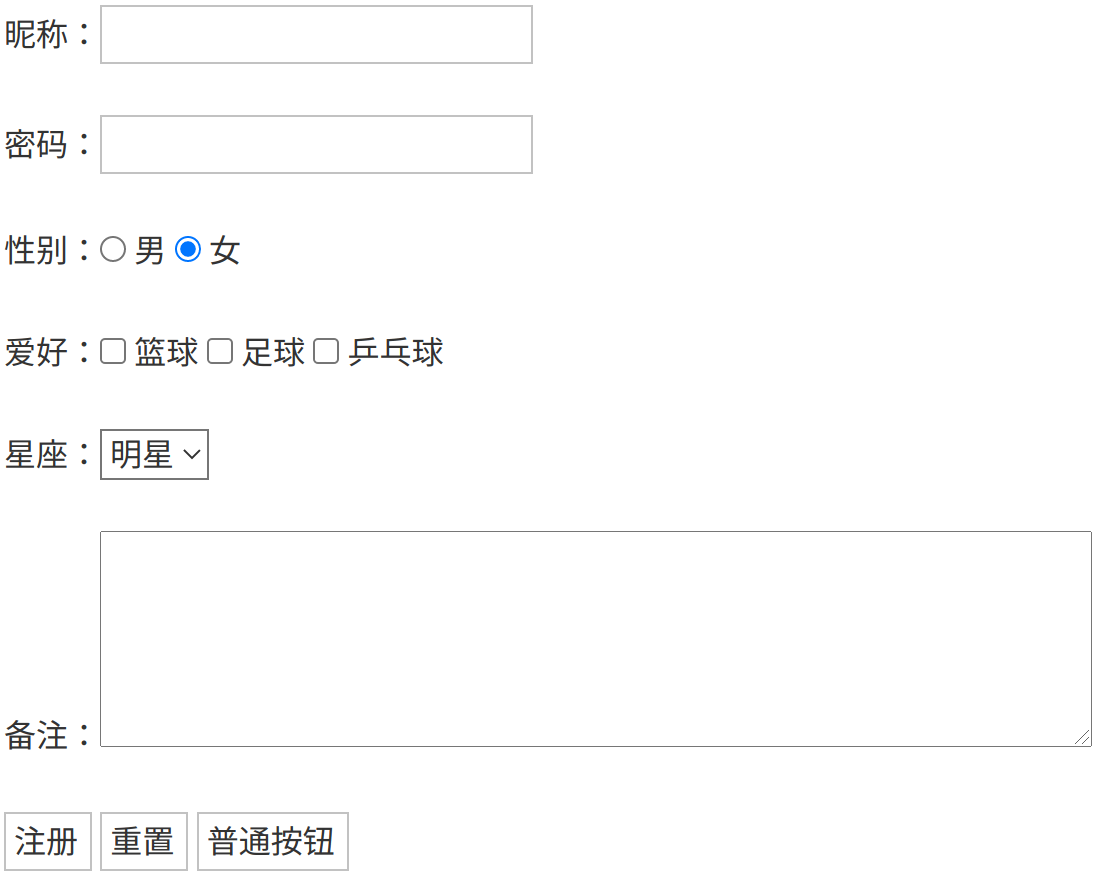 昵称：
密码：
性别： 男 女
爱好： 篮球 足球 乒乓球
星座： 明星
备注：
注册 重置 普通按钮